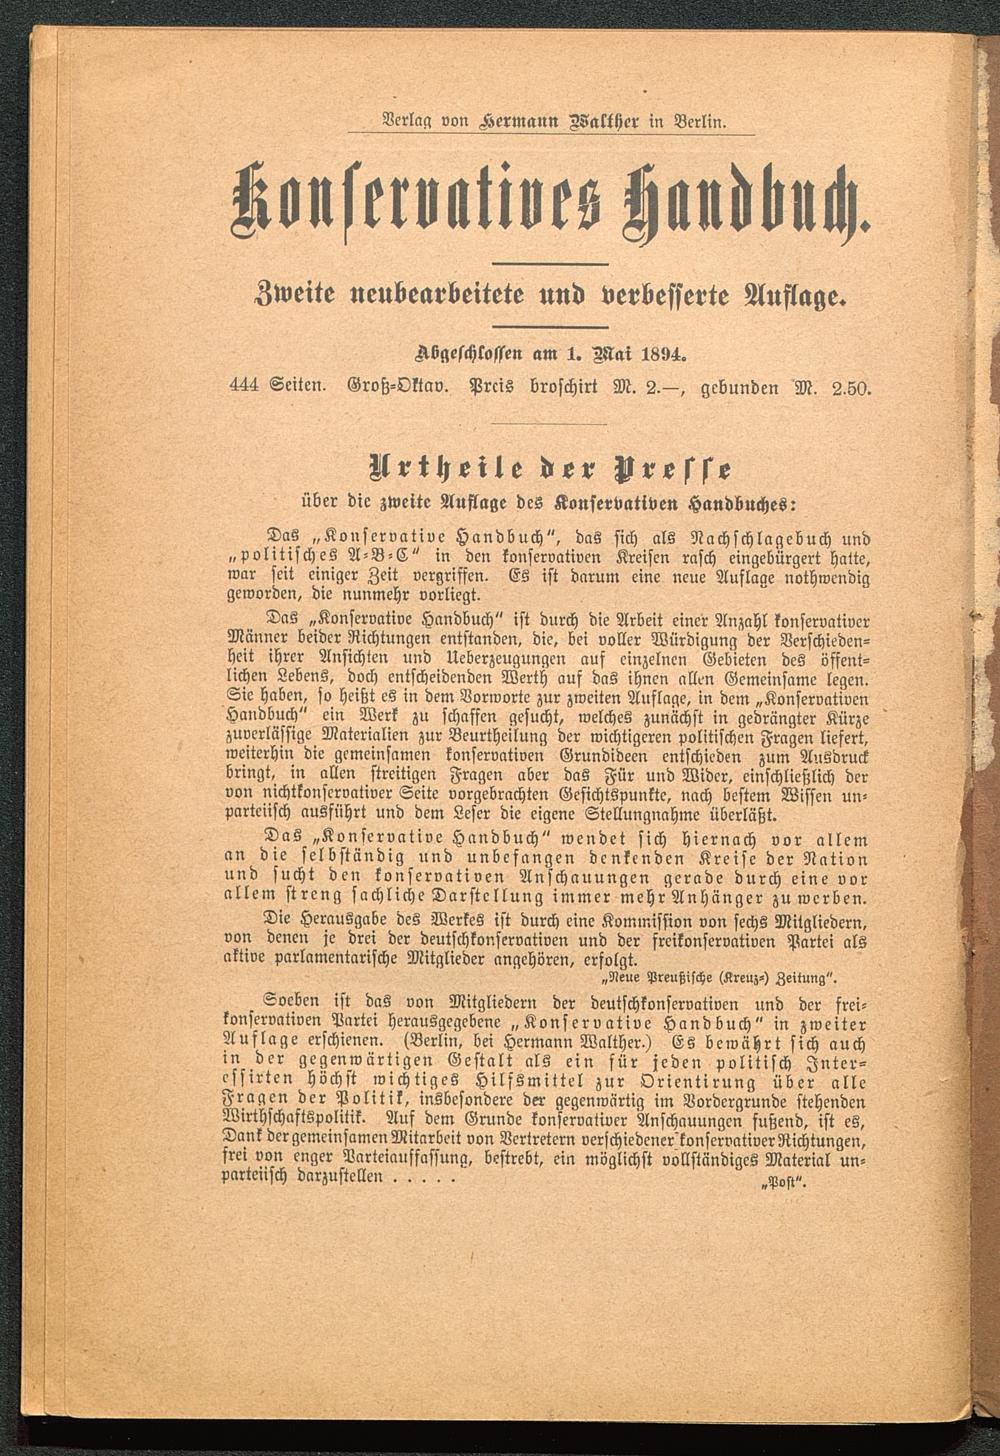 Verlag von Hermann Walther in Berlin.
Konservatives Handbuch.
Zweite neubearbeitete und verbesserte Auflage.
Abgeschlossen am 1. Mai 1894.
444 Seiten. Groß-Oktav. Preis broschirt M. 2.—, gebunden M. 2.50.
Urtheile der Presse
über die zweite Auflage des Konservativen Handbuches:
Das „Konservative Handbuch“, das sich als Nachschlagebuch und
„politisches A-B-C“ in den konservativen Kreisen rasch eingebürgert hatte,
war seit einiger Zeit vergriffen. Es ist darum eine neue Auflage nothwendig
geworden, die nunmehr vorliegt.
Das „Konservative Handbuch“ ist durch die Arbeit einer Anzahl konservativer
Männer beider Richtungen entstanden, die, bei voller Würdigung der Verschieden-
heit ihrer Ansichten und Ueberzeugungen auf einzelnen Gebieten des öffent-
lichen Lebens, doch entscheidenden Werth auf das ihnen allen Gemeinsame legen.
Sie haben, so heißt es in dem Vorworte zur zweiten Auflage, in dem „Konservativen
Handbuch“ ein Werk zu schaffen gesucht, welches zunächst in gedrängter Kürze
zuverlässige Materialien zur Beurtheilung der wichtigeren politischen Fragen liefert,
weiterhin die gemeinsamen konservativen Grundideen entschieden zum Ausdruck
bringt, in allen streitigen Fragen aber das Für und Wider, einschließlich der
von nichtkonservativer Seite vorgebrachten Gesichtspunkte, nach bestem Wissen un-
parteiisch ausführt und dem Leser die eigene Stellungnahme überläßt.
Das „Konservative Handbuch“ wendet sich hiernach vor allem
an die selbständig und unbefangen denkenden Kreise der Nation
und sucht den konservativen Anschauungen gerade durch eine vor
allem streng sachliche Darstellung immer mehr Anhänger zu werben.
Die Herausgabe des Werkes ist durch eine Kommission von sechs Mitgliedern,
von denen je drei der deutschkonservativen und der freikonservativen Partei als
aktive parlamentarische Mitglieder angehören, erfolgt.
„Neue Preußische (Kreuz-) Zeitung“.
Soeben ist das von Mitgliedern der deutschkonservativen und der frei-
konservativen Partei herausgegebene „Konservative Handbuch“ in zweiter
Auflage erschienen. (Berlin, bei Hermann Walther.) Es bewährt sich auch
in der gegenwärtigen Gestalt als ein für jeden politisch Inter-
essirten höchst wichtiges Hilfsmittel zur Orientirung über alle
Fragen der Politik, insbesondere der gegenwärtig im Vordergrunde stehenden
Wirthschaftspolitik. Auf dem Grunde konservativer Anschauungen fußend, ist es,
Dank der gemeinsamen Mitarbeit von Vertretern verschiedener konservativer Richtungen,
frei von enger Parteiauffassung, bestrebt, ein möglichst vollständiges Material un-
parteiisch darzustellen . . . . .
„Post“.